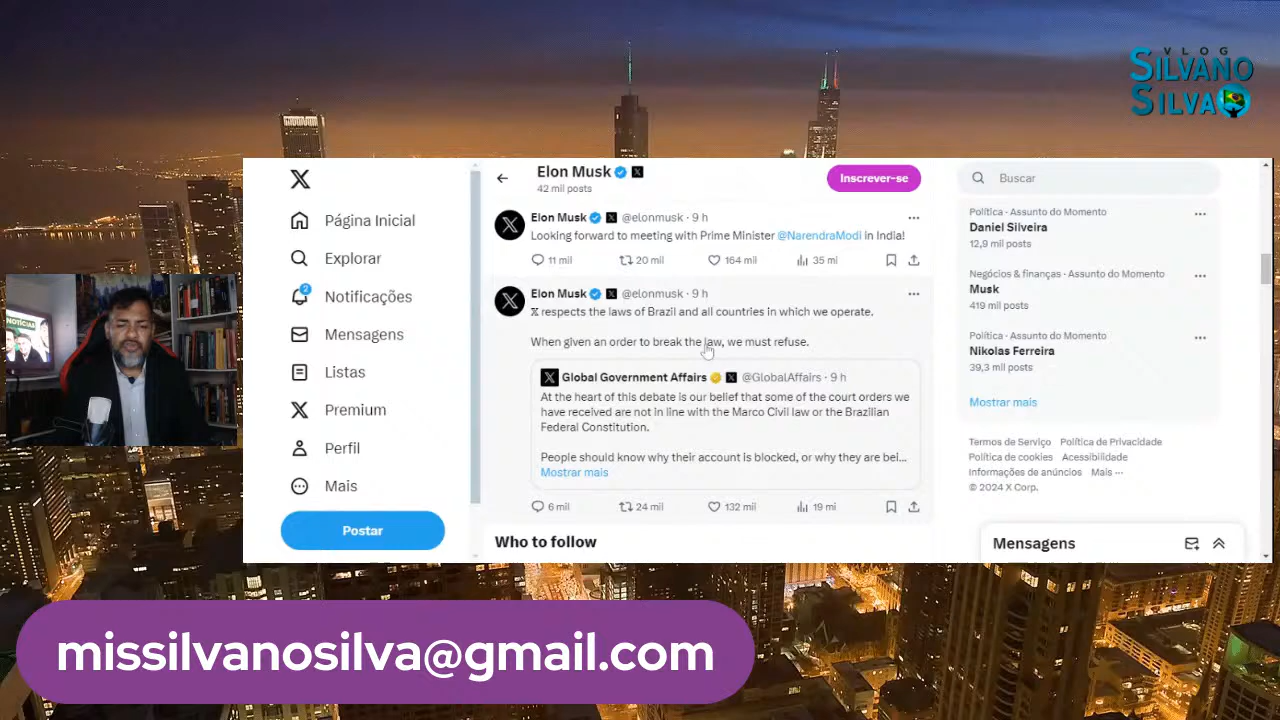 VLOG
SILVANO
SILVA
X
Elon Musk
42 mil posts
Inscrever-se
Buscar
Página Inicial
Explorar
2
Notificações
Mensagens
Listas
Premium
Perfil
Mais
Postar
Elon Musk @elonmusk · 9 h
Looking forward to meeting with Prime Minister @NarendraModi in India!
11 mil 20 mil 164 mil 35 mi
Elon Musk @elonmusk · 9 h
𝕏 respects the laws of Brazil and all countries in which we operate.
When given an order to break the law, we must refuse.
Global Government Affairs @GlobalAffairs · 9 h
At the heart of this debate is our belief that some of the court orders we
have received are not in line with the Marco Civil law or the Brazilian
Federal Constitution.
People should know why their account is blocked, or why they are bei...
Mostrar mais
6 mil 24 mil 132 mil 19 mi
Who to follow
Política · Assunto do Momento
Daniel Silveira
12,9 mil posts
Negócios & finanças · Assunto do Momento
Musk
419 mil posts
Política · Assunto do Momento
Nikolas Ferreira
39,3 mil posts
Mostrar mais
Termos de Serviço Política de Privacidade
Política de cookies Acessibilidade
Informações de anúncios Mais ···
© 2024 X Corp.
Mensagens
NOTÍCIAS
missilvanosilva@gmail.com